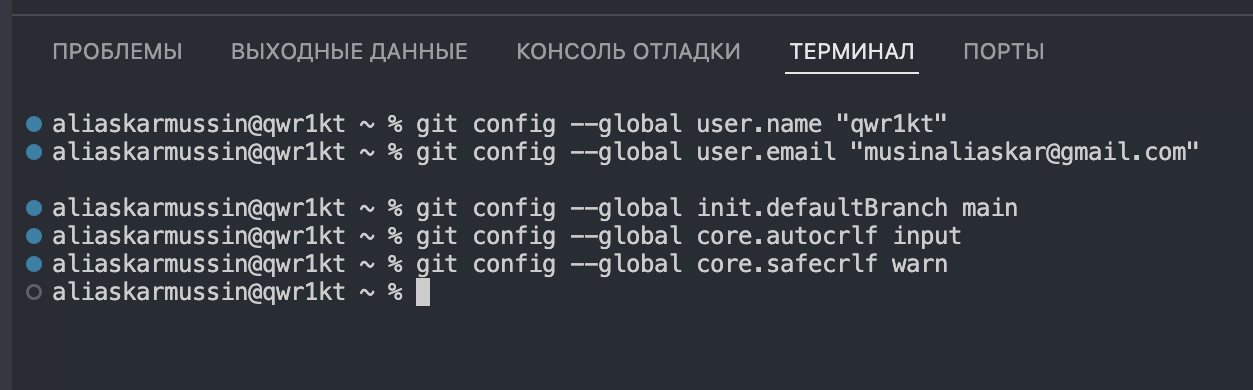 ПРОБЛЕМЫ ВЫХОДНЫЕ ДАННЫЕ КОНСОЛЬ ОТЛАДКИ ТЕРМИНАЛ ПОРТЫ
aliaskarmussin@qwr1kt ~ % git config --global user.name "qwr1kt"
aliaskarmussin@qwr1kt ~ % git config --global user.email "musinaliaskar@gmail.com"
aliaskarmussin@qwr1kt ~ % git config --global init.defaultBranch main
aliaskarmussin@qwr1kt ~ % git config --global core.autocrlf input
aliaskarmussin@qwr1kt ~ % git config --global core.safecrlf warn
aliaskarmussin@qwr1kt ~ %